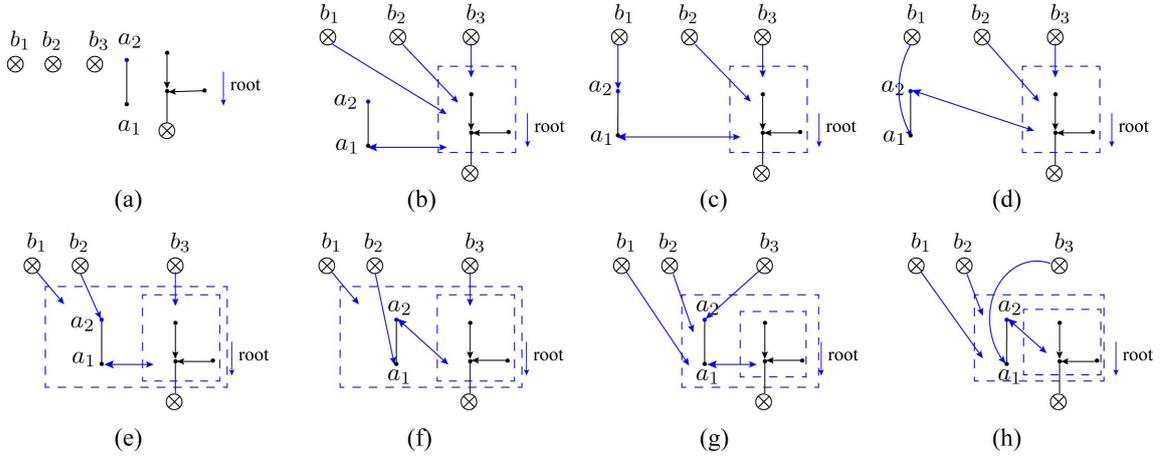 b₁ b₂ b₃ a₂ a₁ root
(a)
b₁ b₂ b₃ a₂ a₁ root
(b)
b₁ b₂ b₃ a₂ a₁ root
(c)
b₁ b₂ b₃ a₂ a₁ root
(d)
b₁ b₂ b₃ a₂ a₁ root
(e)
b₁ b₂ b₃ a₂ a₁ root
(f)
b₁ b₂ b₃ a₂ a₁ root
(g)
b₁ b₂ b₃ a₂ a₁ root
(h)